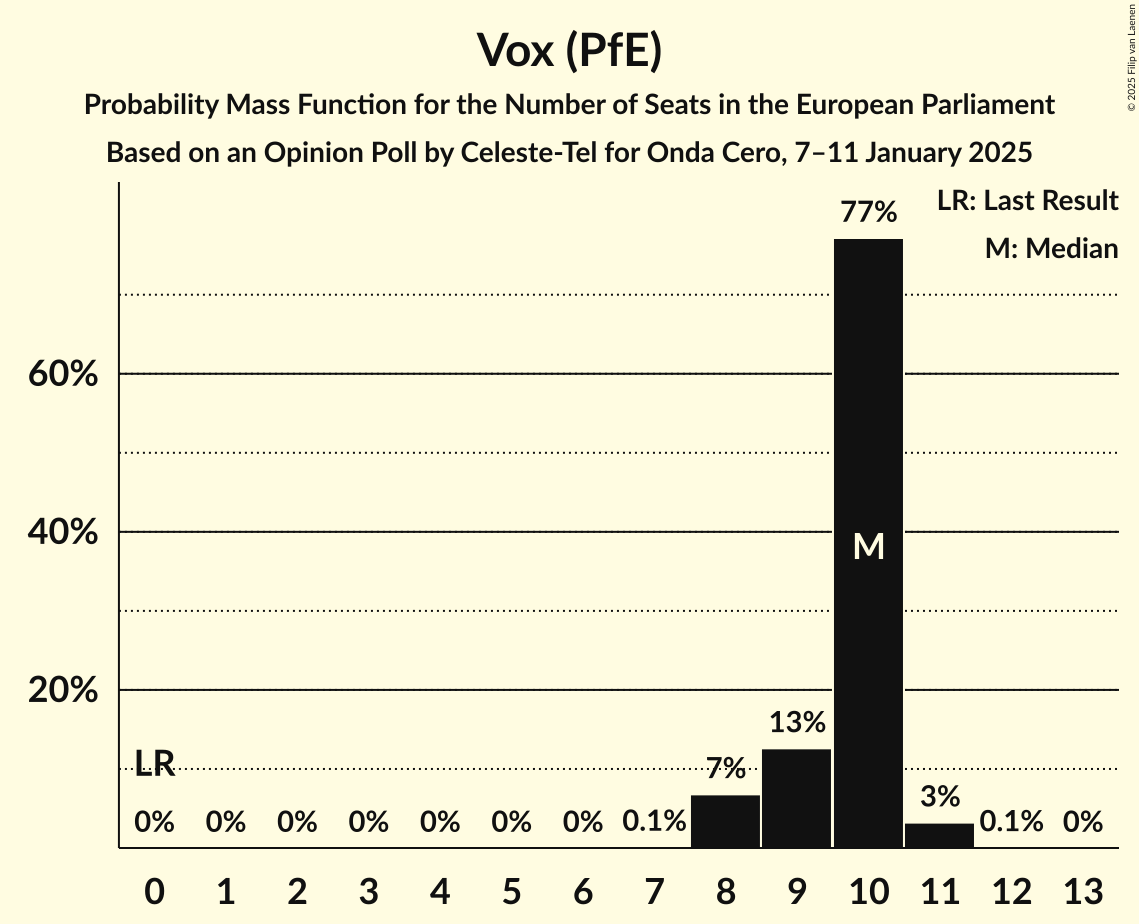 Vox (PfE)
Probability Mass Function for the Number of Seats in the European Parliament
Based on an Opinion Poll by Celeste-Tel for Onda Cero, 7–11 January 2025
© 2025 Filip van Laenen
LR: Last Result
M: Median
77%
60%
40%
M
20%
13%
LR
7%
3%
0% 0% 0% 0% 0% 0% 0% 0.1% 0.1% 0%
0 1 2 3 4 5 6 7 8 9 10 11 12 13